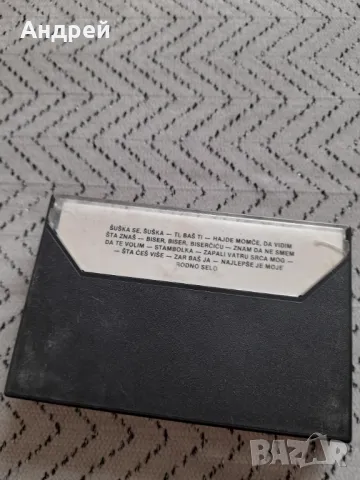 Андрей
ŠUŠKA SE, ŠUŠKA — TI, BAŠ TI — HAJDE MOMČE, DA VIDIM
ŠTA ZNAŠ — BISER, BISER, BISERČIĆU — ZNAM DA NE SMEM
DA TE VOLIM — STAMBOLKA — ZAPALI VATRU SRCA MOG —
— ŠTA ĆEŠ VIŠE — ZAR BAŠ JA — NAJLEPŠE JE MOJE
RODNO SELO
BAZAR